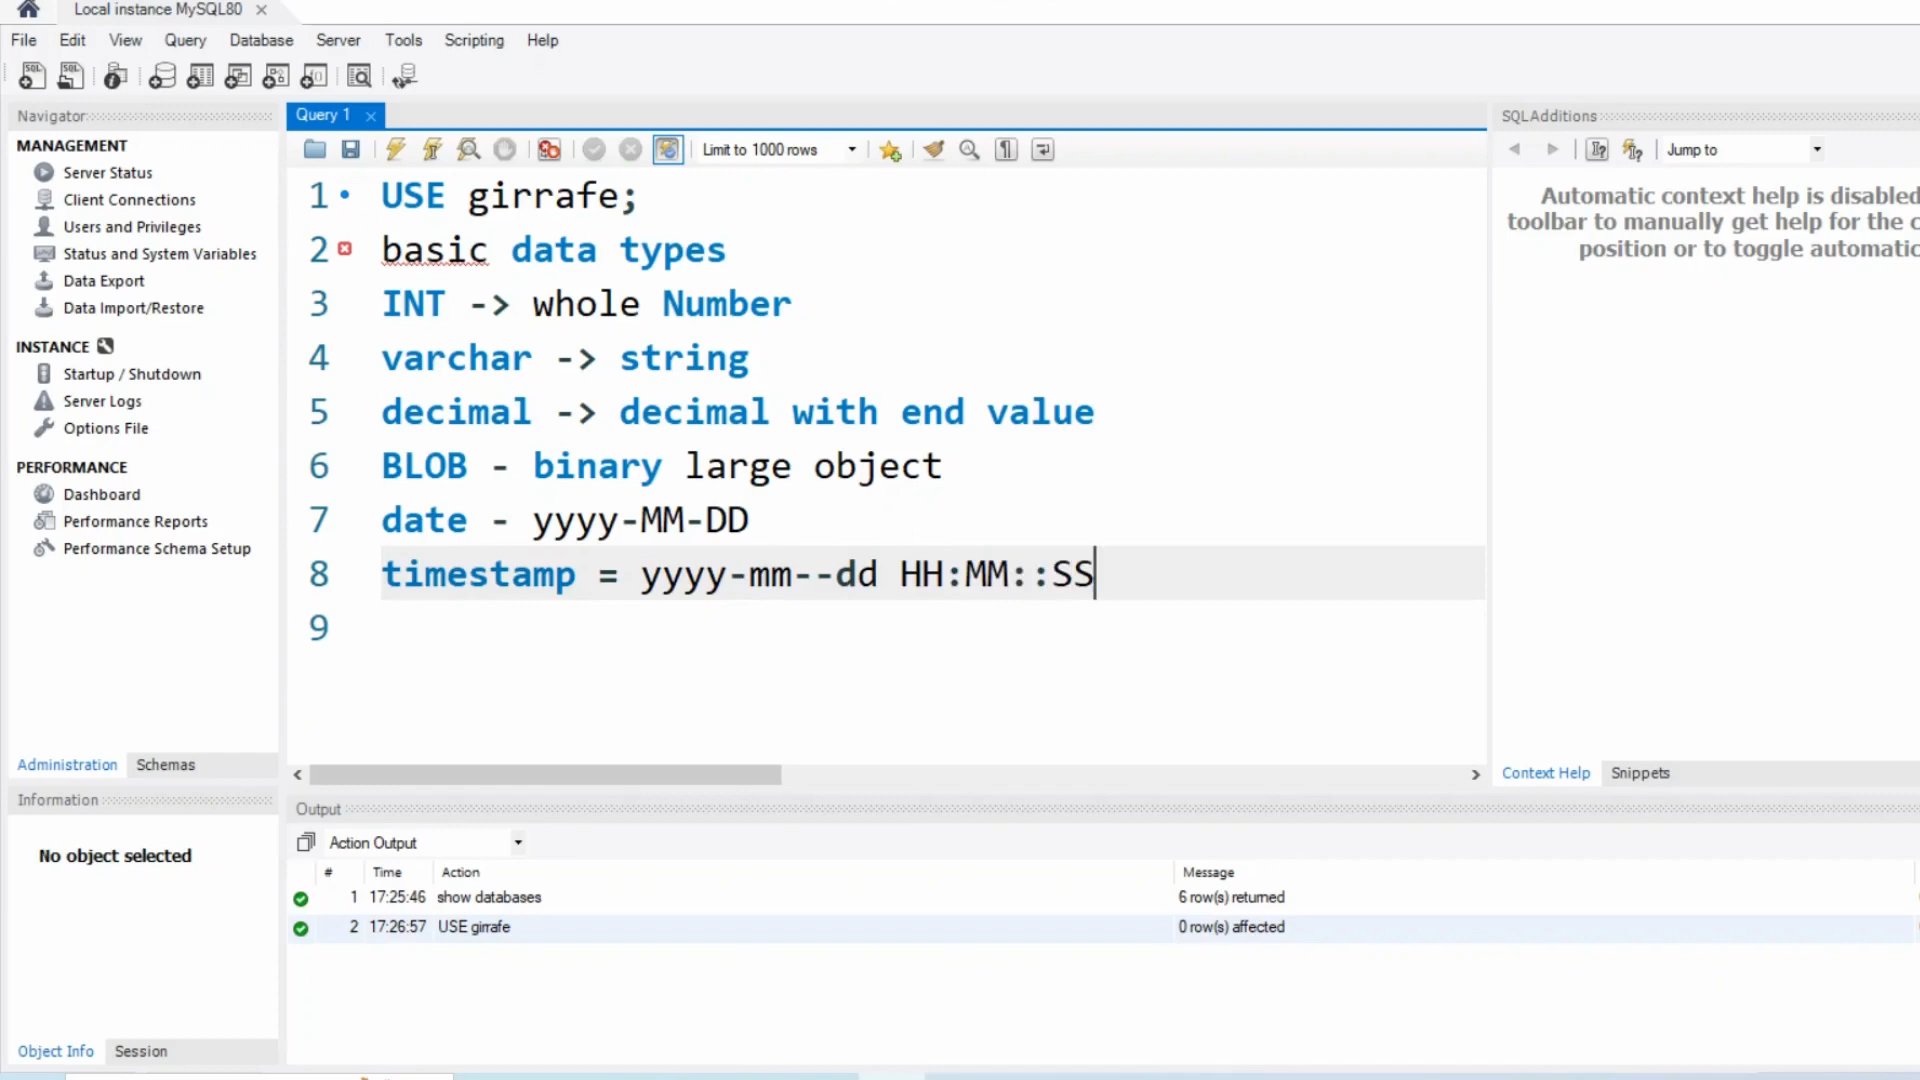 Local instance MySQL80
File Edit View Query Database Server Tools Scripting Help
Navigator
MANAGEMENT
Server Status
Client Connections
Users and Privileges
Status and System Variables
Data Export
Data Import/Restore
INSTANCE
Startup / Shutdown
Server Logs
Options File
PERFORMANCE
Dashboard
Performance Reports
Performance Schema Setup
Administration Schemas
Information
No object selected
Object Info Session
Query 1
Limit to 1000 rows
1 USE girrafe;
2 basic data types
3 INT -> whole Number
4 varchar -> string
5 decimal -> decimal with end value
6 BLOB - binary large object
7 date - yyyy-MM-DD
8 timestamp = yyyy-mm--dd HH:MM::SS
9
SQLAdditions
Jump to
Automatic context help is disabled
toolbar to manually get help for the c
position or to toggle automatic
Context Help Snippets
Output
Action Output
# Time Action Message
1 17:25:46 show databases 6 row(s) returned
2 17:26:57 USE girrafe 0 row(s) affected